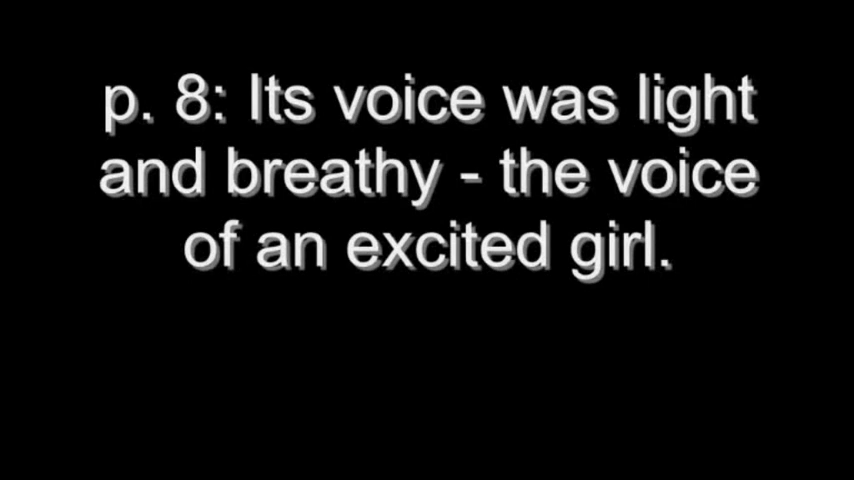 p. 8: Its voice was light
and breathy - the voice
of an excited girl.